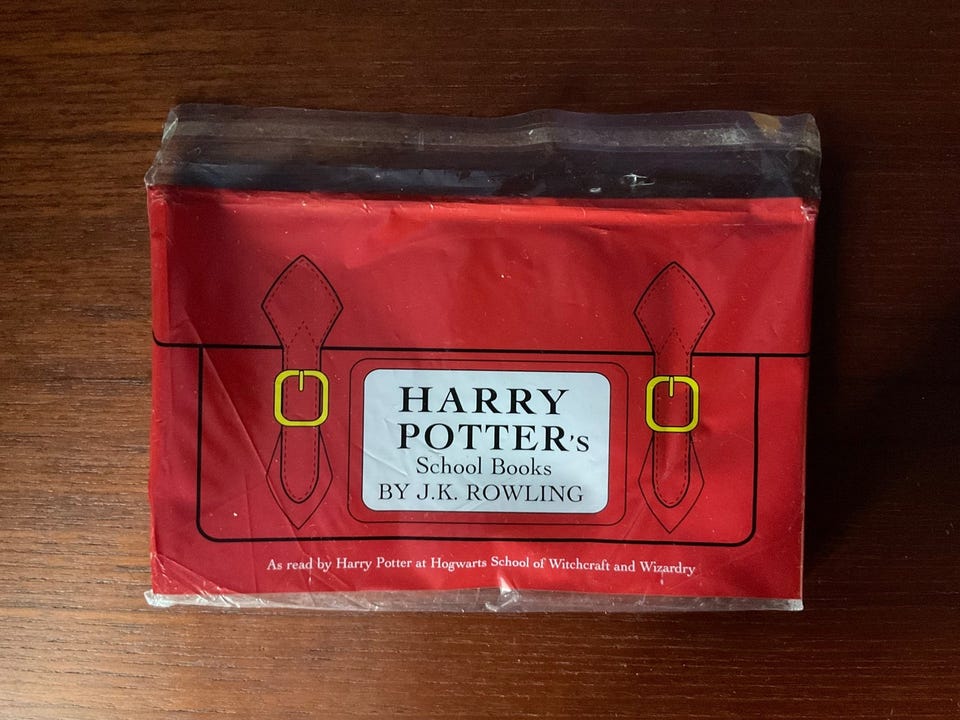 HARRY
POTTER's
School Books
BY J.K. ROWLING
As read by Harry Potter at Hogwarts School of Witchcraft and Wizardry